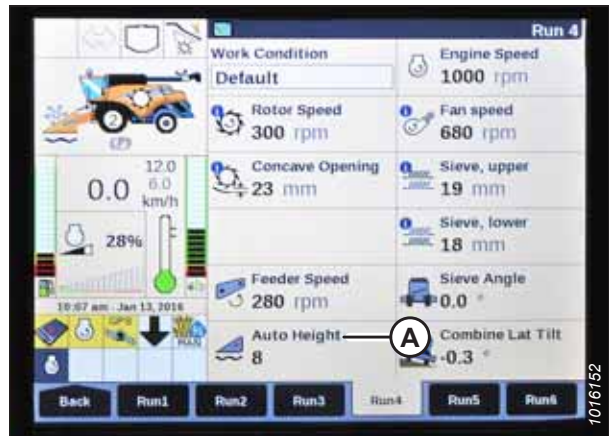 Run 4
Work Condition
Default
Engine Speed
1000 rpm
Rotor Speed
300 rpm
Fan speed
680 rpm
Concave Opening
23 mm
Sieve, upper
19 mm
Sieve, lower
18 mm
Feeder Speed
280 rpm
Sieve Angle
0.0 °
Auto Height
8
A
Combine Lat Tilt
-0.3 °
2
(P)
12.0
0.0
6.0
km/h
28%
10:07 am Jan 13, 2016
GPS
MAN
Back
Run1
Run2
Run3
Run4
Run5
Run6
1016152